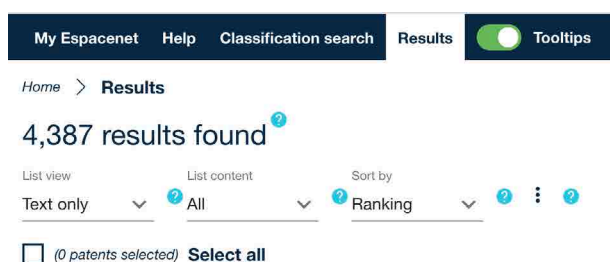 My Espacenet Help Classification search Results Tooltips
Home > Results
4,387 results found ?
List view List content Sort by
Text only ? All ? Ranking ? ?
(0 patents selected) Select all